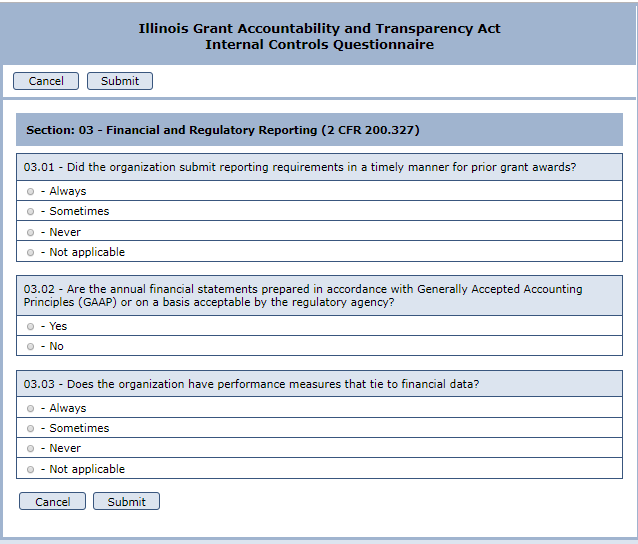 Illinois Grant Accountability and Transparency Act
Internal Controls Questionnaire
Cancel Submit
Section: 03 - Financial and Regulatory Reporting (2 CFR 200.327)
03.01 - Did the organization submit reporting requirements in a timely manner for prior grant awards?
- Always
- Sometimes
- Never
- Not applicable
03.02 - Are the annual financial statements prepared in accordance with Generally Accepted Accounting
Principles (GAAP) or on a basis acceptable by the regulatory agency?
- Yes
- No
03.03 - Does the organization have performance measures that tie to financial data?
- Always
- Sometimes
- Never
- Not applicable
Cancel Submit